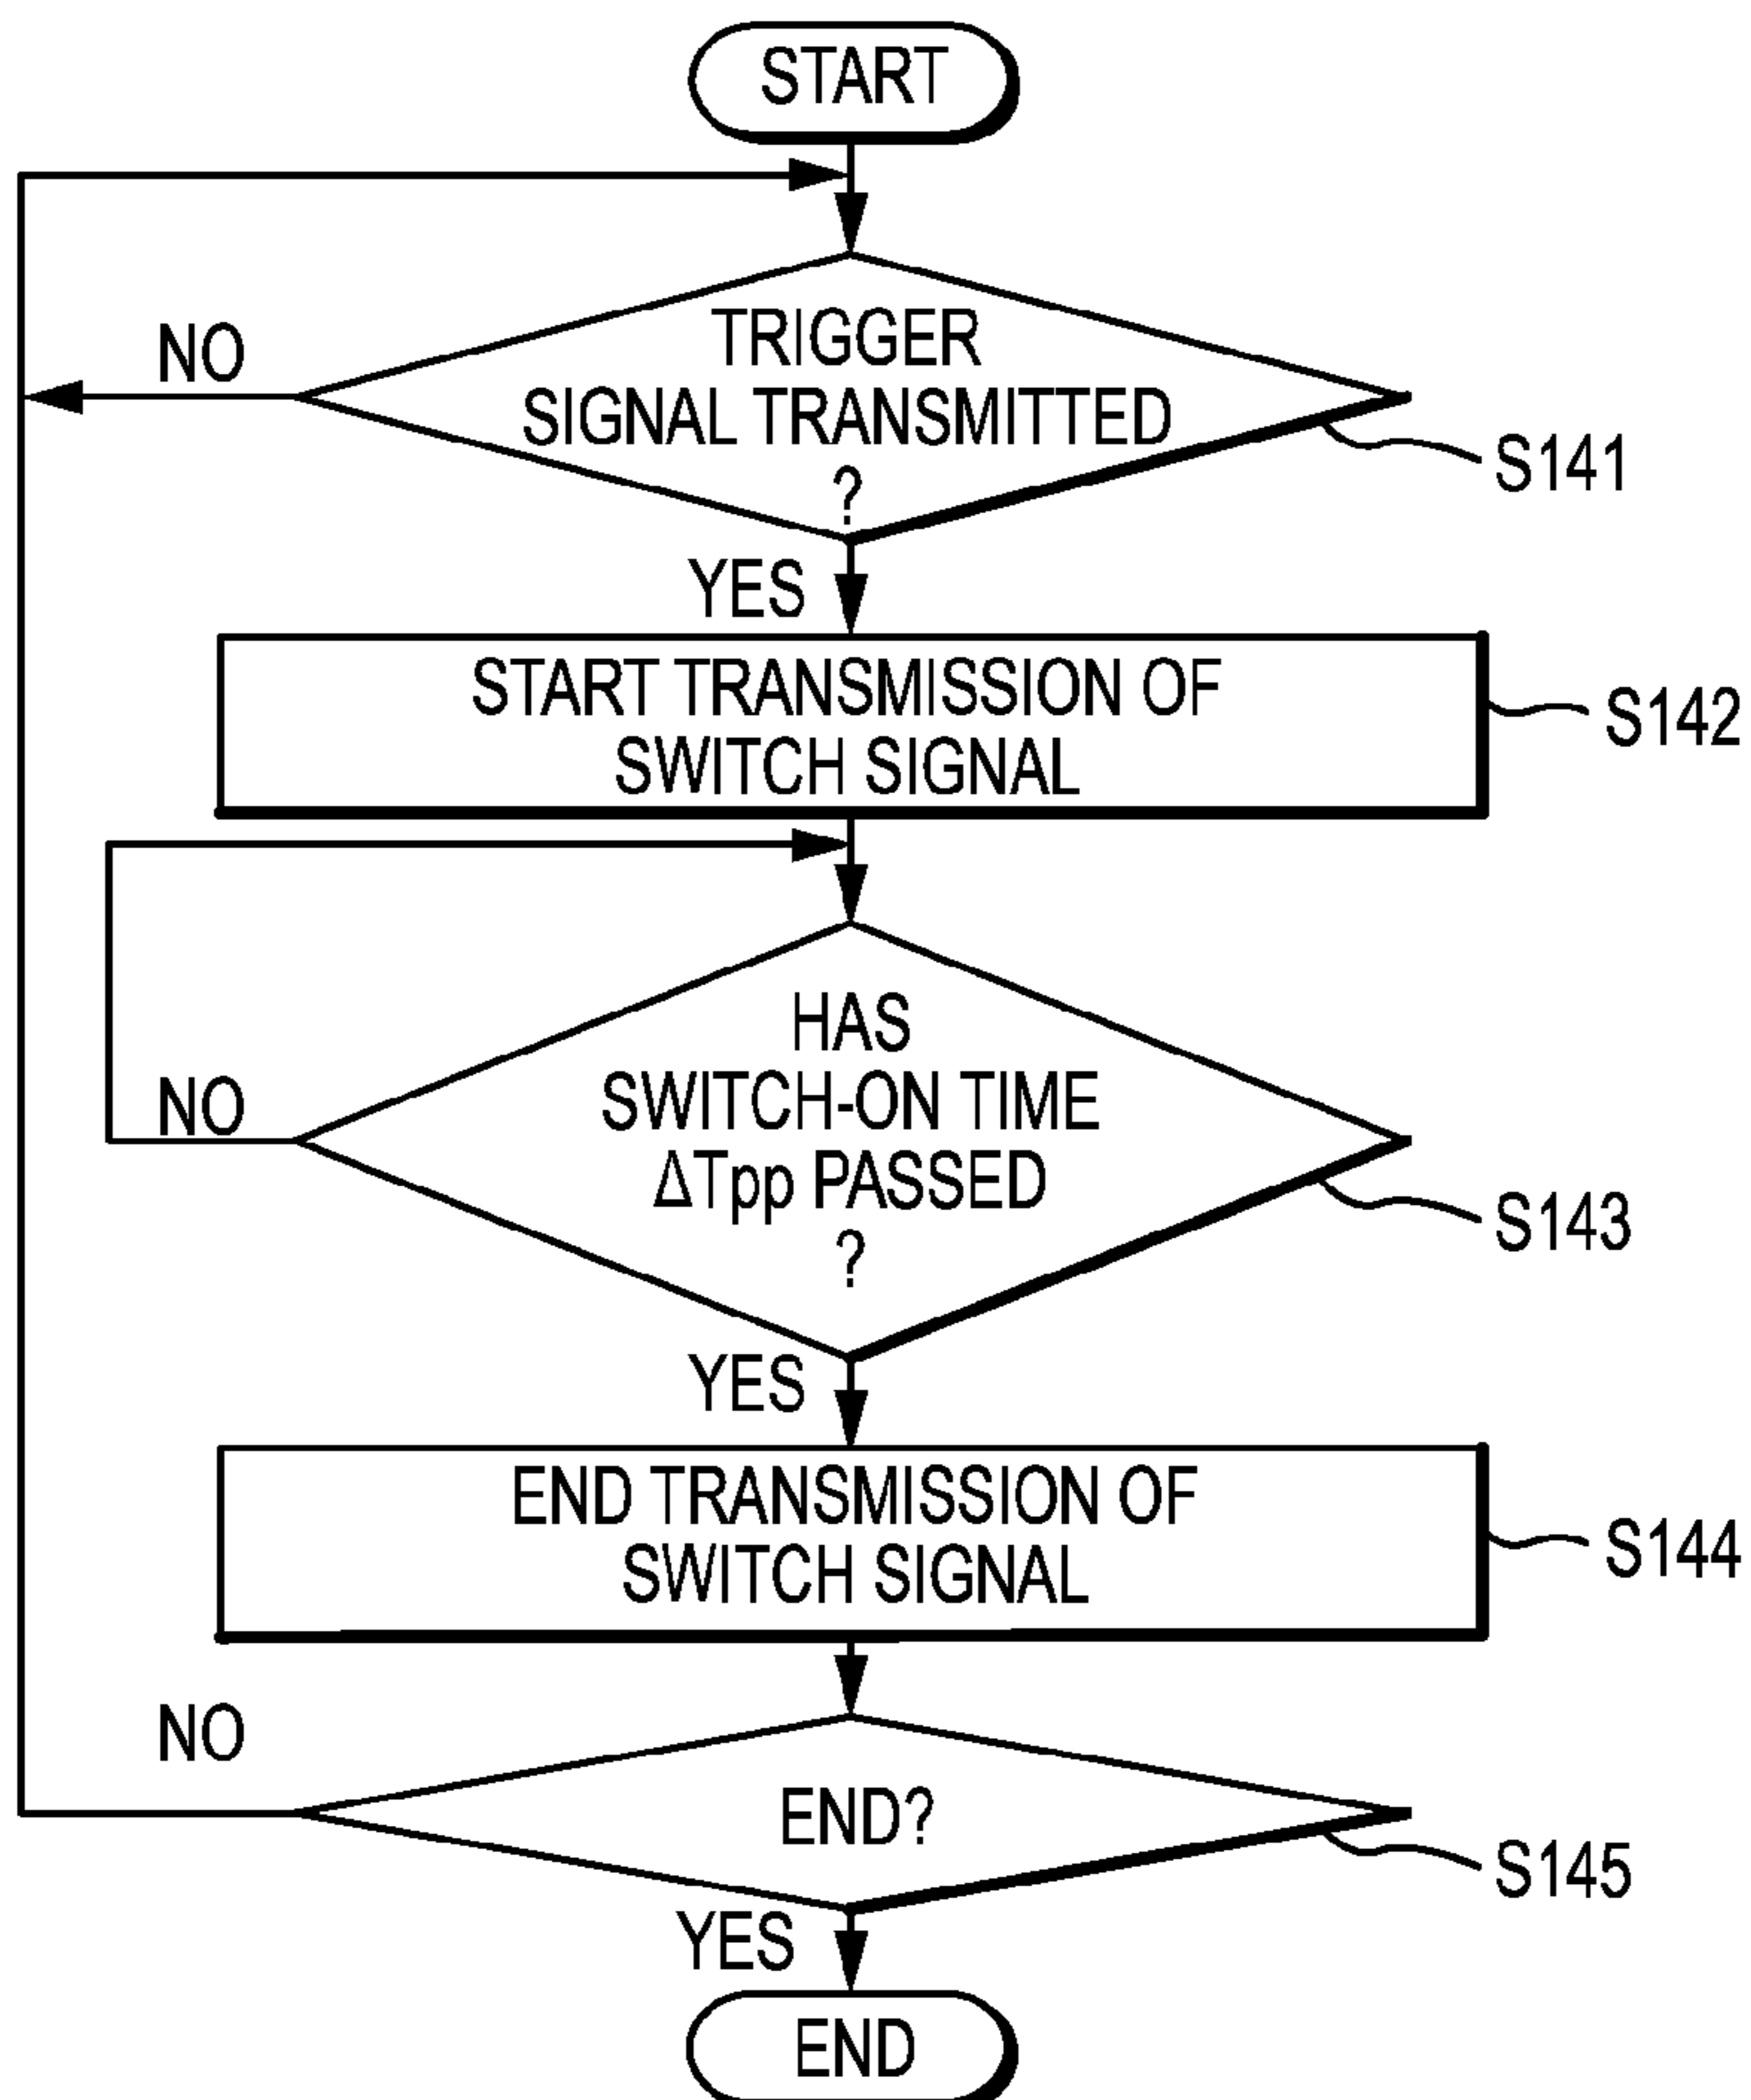 START
TRIGGER
NO
SIGNAL TRANSMITTED
?
S141
YES
START TRANSMISSION OF
SWITCH SIGNAL
S142
HAS
SWITCH-ON TIME
NO
ΔTpp PASSED
?
S143
YES
END TRANSMISSION OF
SWITCH SIGNAL
S144
NO
END?
S145
YES
END